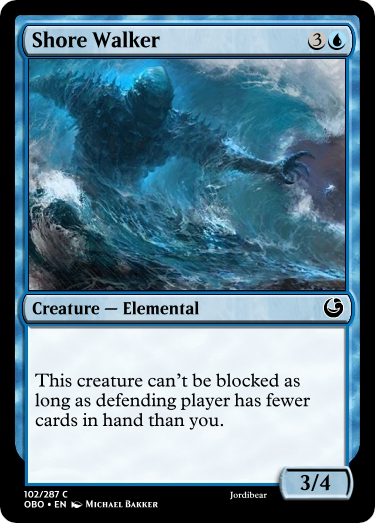 Shore Walker 3
Creature — Elemental
This creature can't be blocked as
long as defending player has fewer
cards in hand than you.
3/4
102/287 C
OBO • EN Michael Bakker
Jordibear